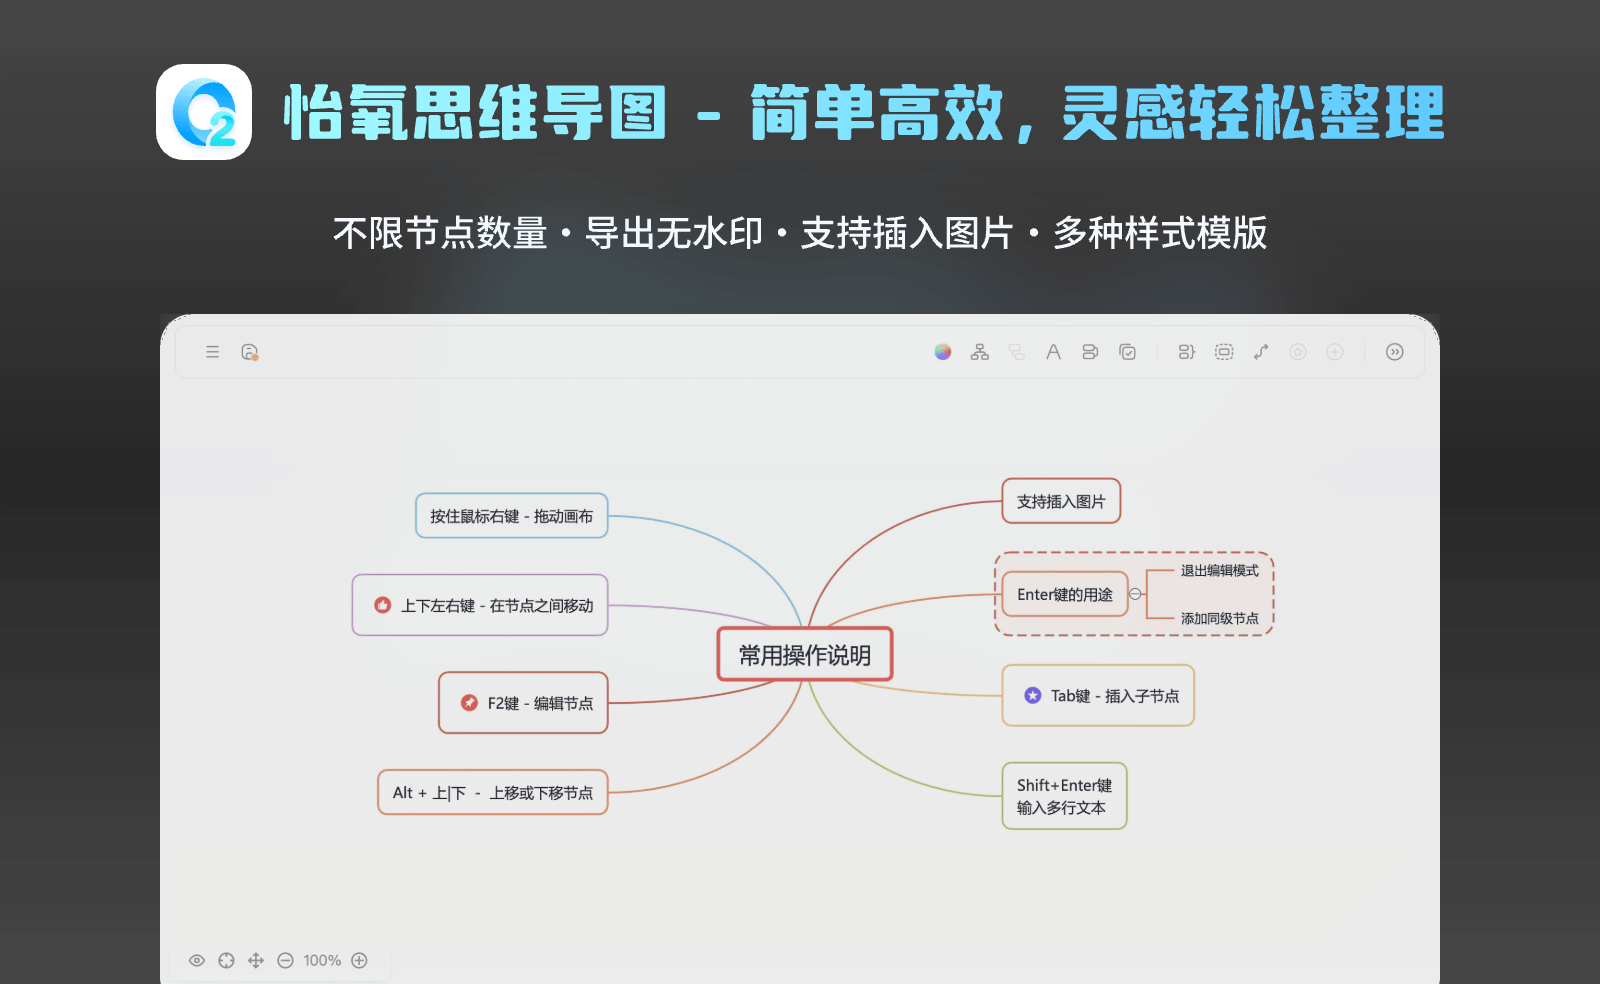 怡氧思维导图 - 简单高效，灵感轻松整理
不限节点数量·导出无水印·支持插入图片·多种样式模版
按住鼠标右键 - 拖动画布
上下左右键 - 在节点之间移动
F2键 - 编辑节点
Alt + 上|下 - 上移或下移节点
常用操作说明
支持插入图片
Enter键的用途
退出编辑模式
添加同级节点
Tab键 - 插入子节点
Shift+Enter键
输入多行文本
100%